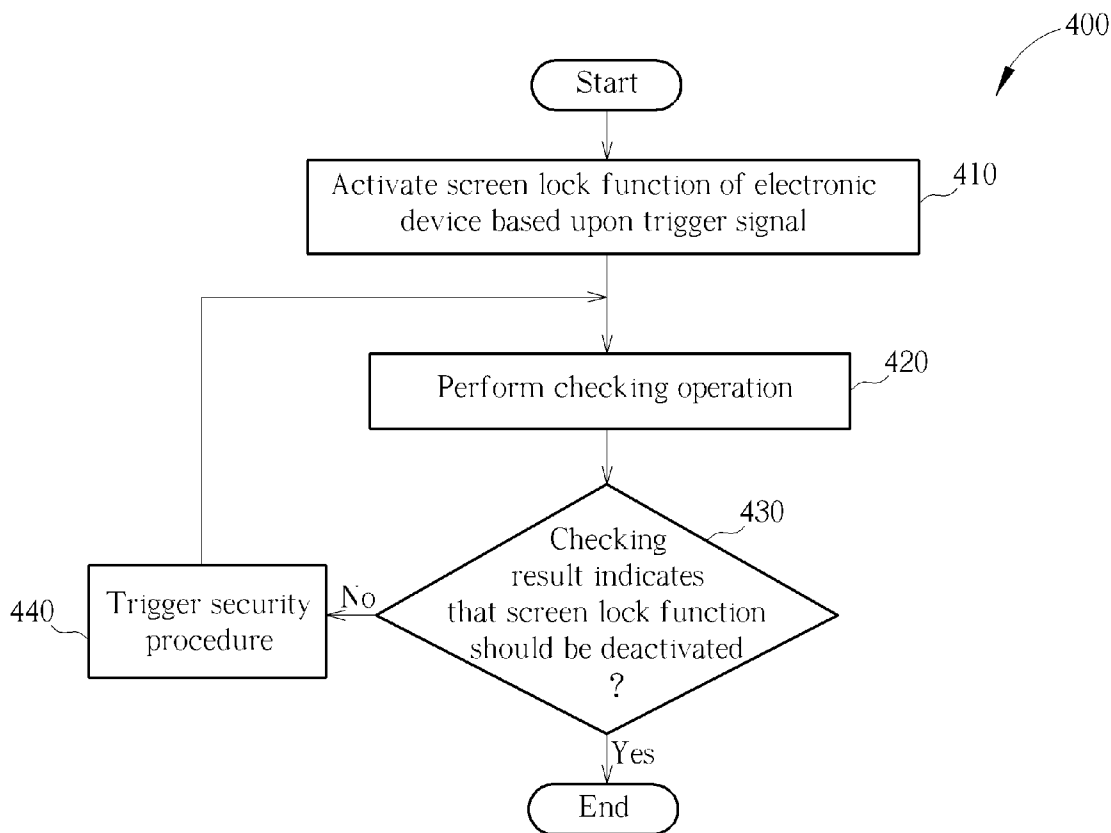 400
Start
Activate screen lock function of electronic
device based upon trigger signal
410
Perform checking operation
420
Checking
result indicates
that screen lock function
should be deactivated
?
430
No
Trigger security
procedure
440
Yes
End